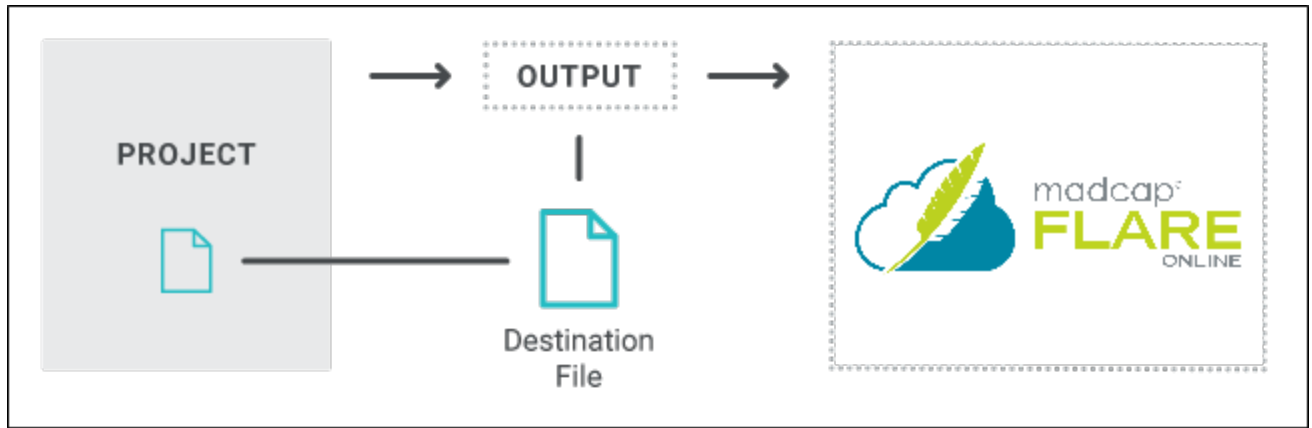 PROJECT
OUTPUT
Destination
File
madcap
FLARE
ONLINE